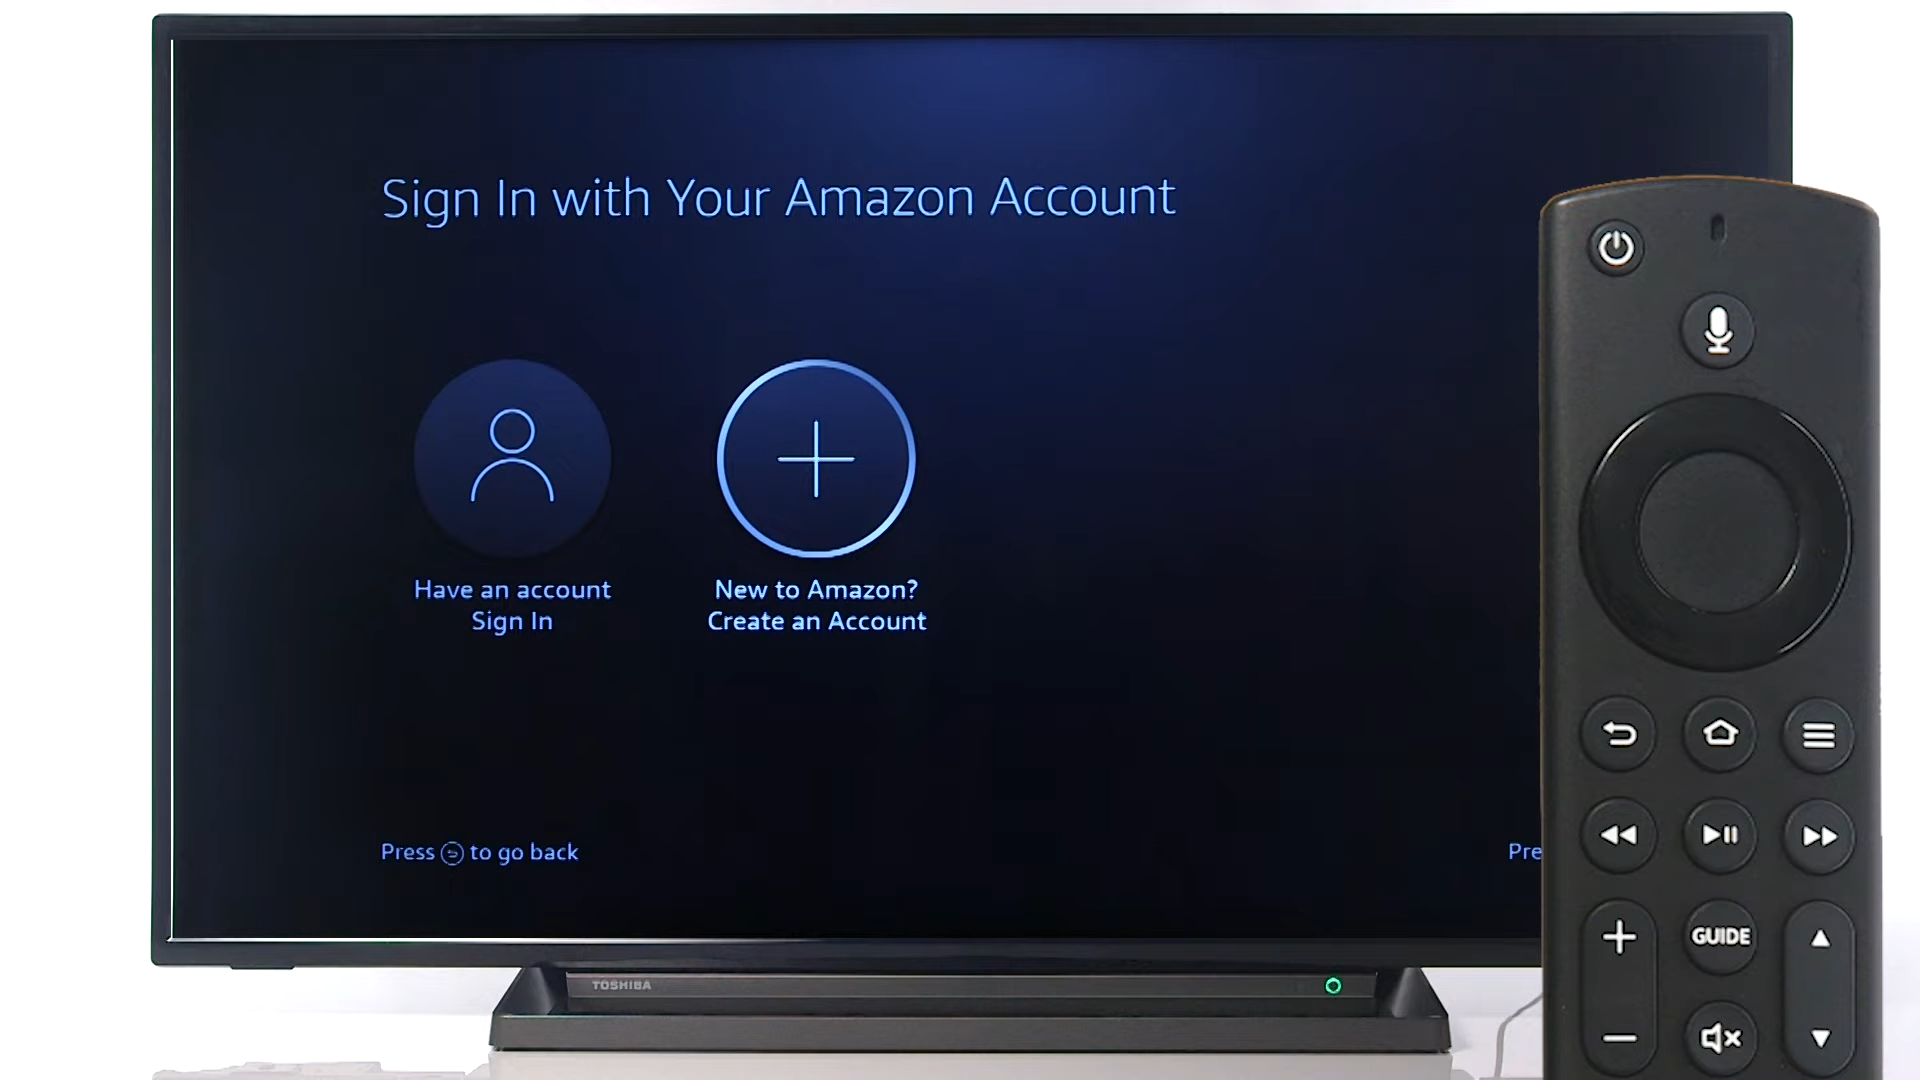 Sign In with Your Amazon Account
Have an account
Sign In
New to Amazon?
Create an Account
Press to go back
GUIDE
TOSHIBA